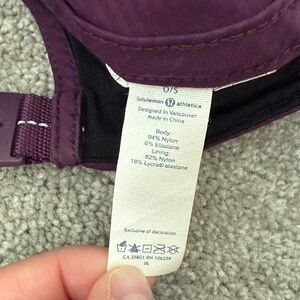 O/S
lululemon athletica
Designed in Vancouver
Made in China
Body:
94% Nylon
6% Elastane
Lining:
82% Nylon
18% Lycra® elastane
Exclusive of decoration
CA 35801 RN 106259